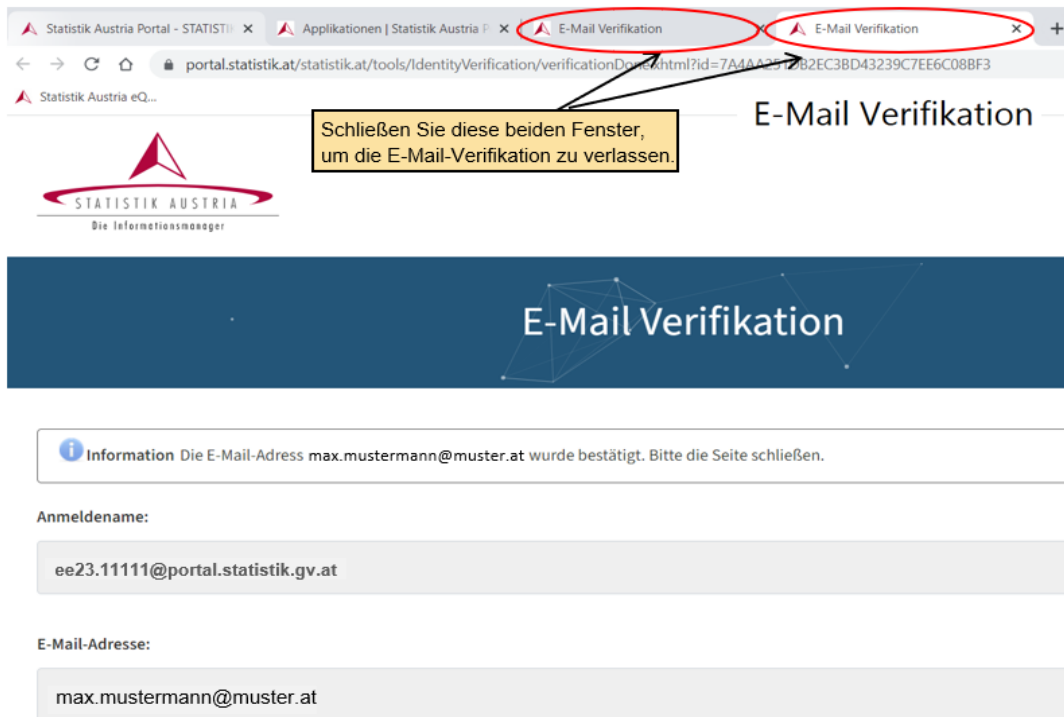 Statistik Austria Portal - STATISTI
Applikationen | Statistik Austria P
E-Mail Verifikation
E-Mail Verifikation
portal.statistik.at/statistik.at/tools/IdentityVerification/verificationDone.xhtml?id=7A4AA251DB2EC3BD43239C7EE6C08BF3
Statistik Austria eQ...
Schließen Sie diese beiden Fenster,
um die E-Mail-Verifikation zu verlassen.
E-Mail Verifikation
STATISTIK AUSTRIA
Die Informationsmanager
E-Mail Verifikation
Information Die E-Mail-Adress max.mustermann@muster.at wurde bestätigt. Bitte die Seite schließen.
Anmeldename:
ee23.11111@portal.statistik.gv.at
E-Mail-Adresse:
max.mustermann@muster.at